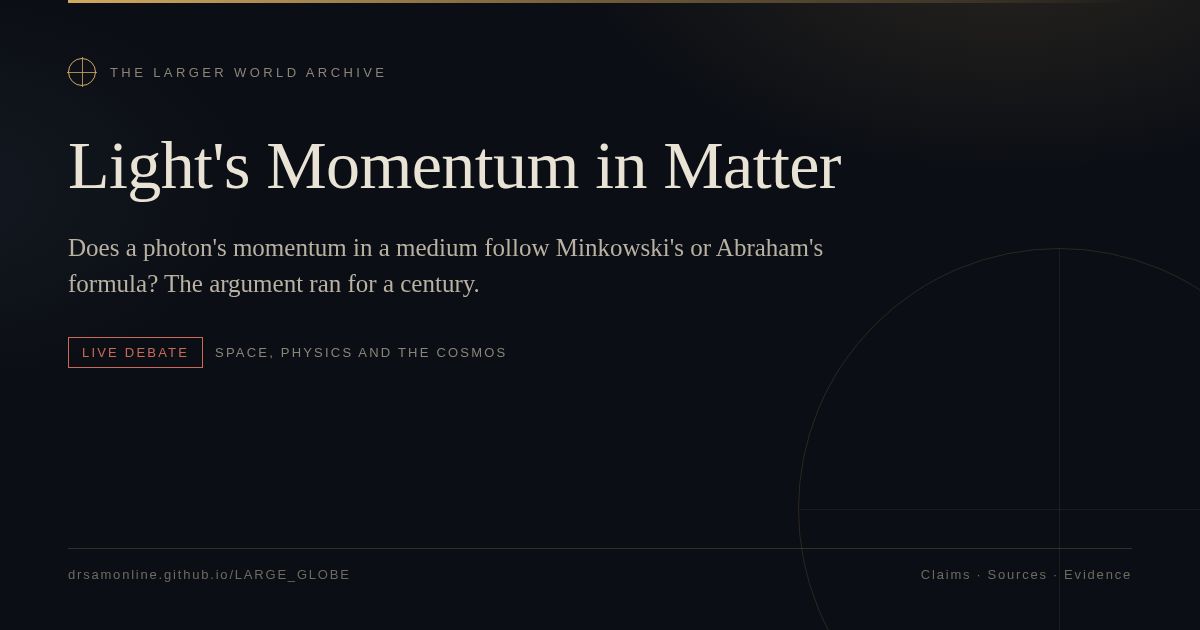 THE LARGER WORLD ARCHIVE
Light's Momentum in Matter
Does a photon's momentum in a medium follow Minkowski's or Abraham's
formula? The argument ran for a century.
LIVE DEBATE
SPACE, PHYSICS AND THE COSMOS
drsamonline.github.io/LARGE_GLOBE
Claims · Sources · Evidence